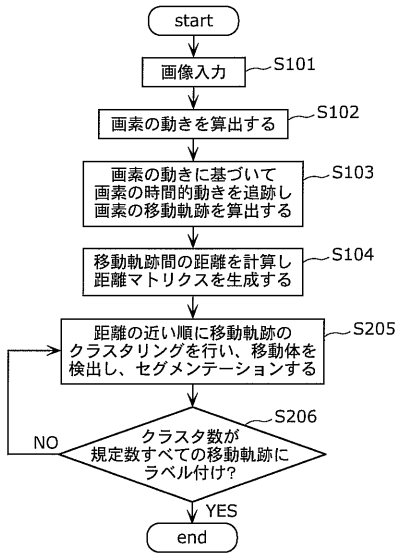 start
画像入力
S101
画素の動きを算出する
S102
画素の動きに基づいて
画素の時間的動きを追跡し
画素の移動軌跡を算出する
S103
移動軌跡間の距離を計算し
距離マトリクスを生成する
S104
距離の近い順に移動軌跡の
クラスタリングを行い、移動体を
検出し、セグメンテーションする
S205
クラスタ数が
規定数すべての移動軌跡に
ラベル付け?
S206
NO
YES
end